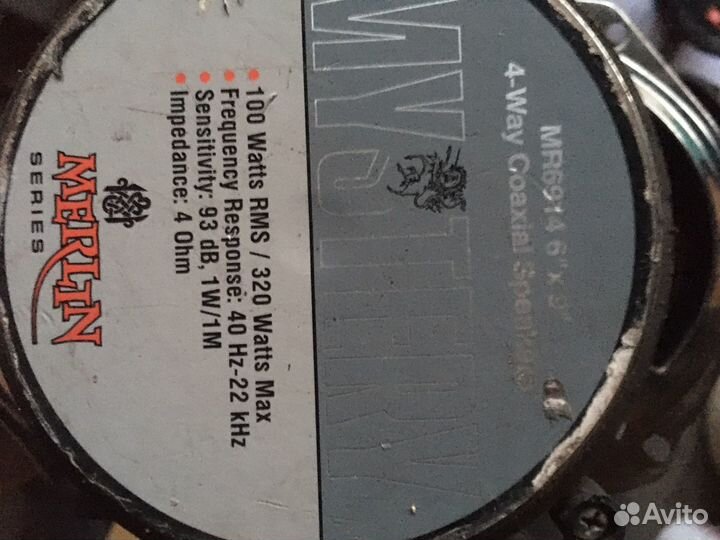 MR6914 6" x 9"
4-Way Coaxial Speakers
MYSTERY
100 Watts RMS / 320 Watts Max
Frequency Response: 40 Hz-22 kHz
Sensitivity: 93 dB, 1W/1M
Impedance: 4 Ohm
MERLIN
SERIES
Avito